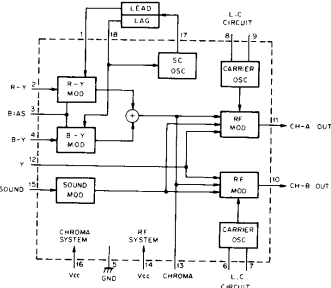 LEAD
LAG
L.C
CIRCUIT
1
18
17
8
9
SC
OSC
CARRIER
OSC
R-Y 2
R-Y
MOD
BIAS 3
B-Y 4
B-Y
MOD
+
RF
MOD
11 CH-A OUT
Y 12
SOUND 15
SOUND
MOD
RF
MOD
10 CH-B OUT
CARRIER
OSC
CHROMA
SYSTEM
RF
SYSTEM
16
5
14
13
6
7
Vcc
GND
Vcc
CHROMA
L.C
CIRCUIT